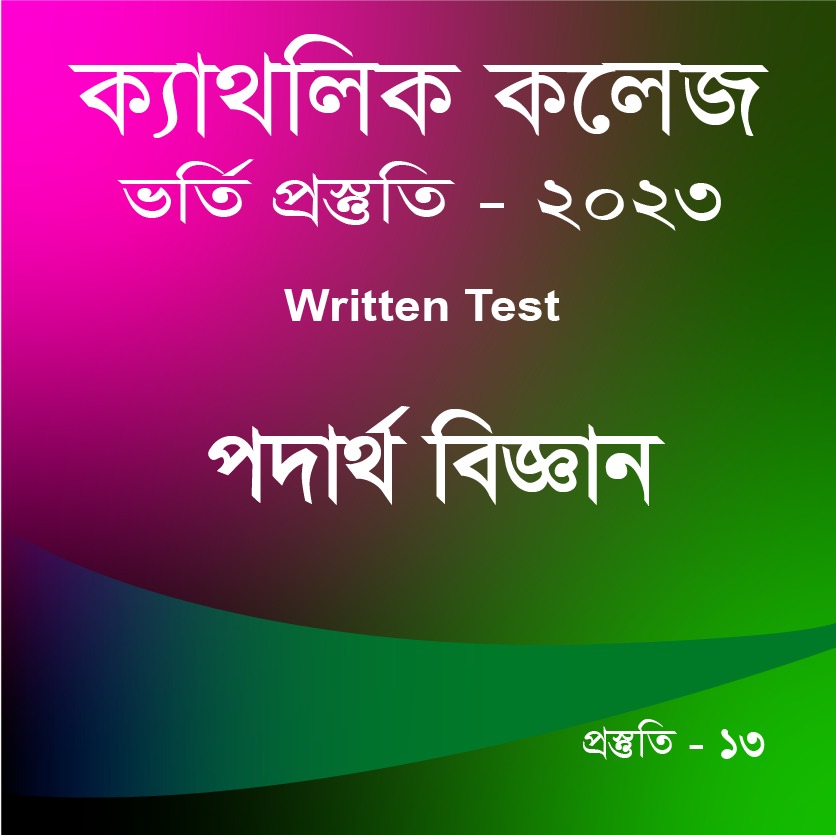 ক্যাথলিক কলেজ
ভর্তি প্রস্তুতি - ২০২৩
Written Test
পদার্থ বিজ্ঞান
প্রস্তুতি - ১৩